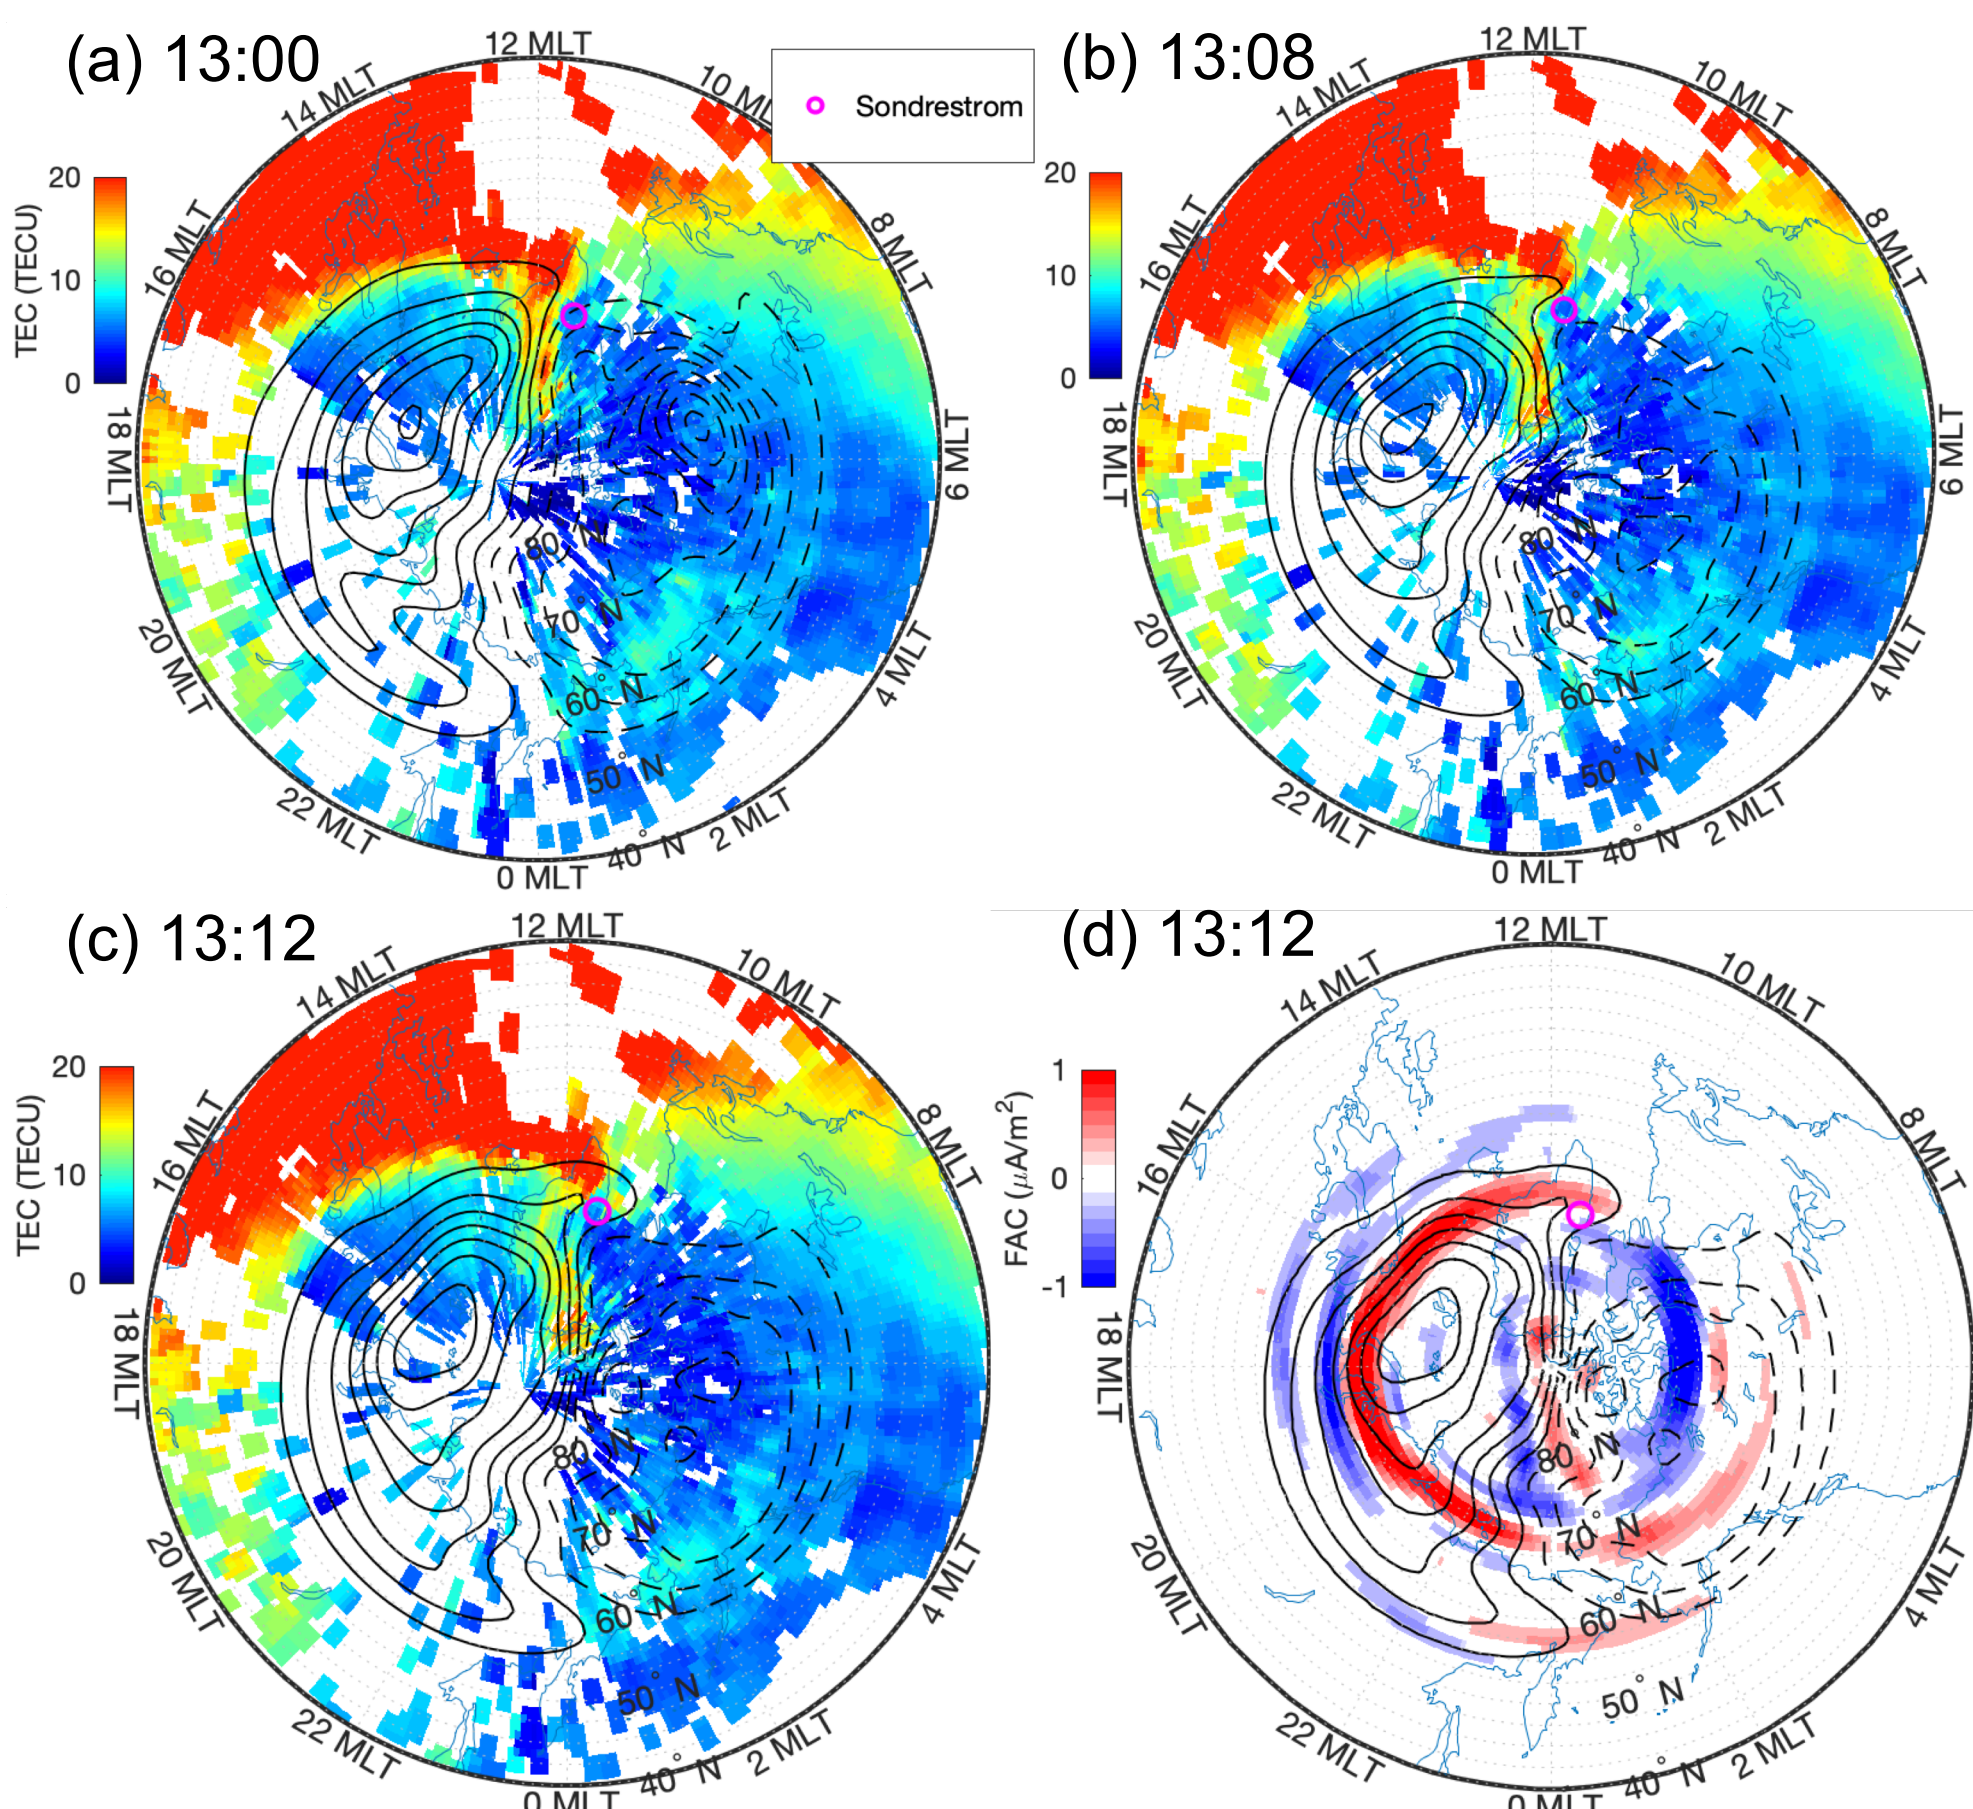 (a) 13:00
12 MLT
14 MLT
10 ML
Sondrestrom
16 MLT
8 MLT
TEC (TECU)
20
10
0
18 MLT
6 MLT
80° N
70° N
60° N
50° N
40° N
20 MLT
4 MLT
22 MLT
2 MLT
0 MLT
(b) 13:08
12 MLT
14 MLT
10 MLT
16 MLT
8 MLT
20
10
0
18 MLT
6 MLT
80 N
70° N
60° N
50° N
40° N
20 MLT
4 MLT
22 MLT
2 MLT
0 MLT
(c) 13:12
12 MLT
14 MLT
10 MLT
16 MLT
8 MLT
TEC (TECU)
20
10
0
18 MLT
80° N
70° N
60° N
50° N
40° N
20 MLT
4 MLT
22 MLT
2 MLT
0 MLT
(d) 13:12
12 MLT
14 MLT
10 MLT
16 MLT
8 MLT
FAC (μA/m²)
1
0
-1
18 MLT
80° N
70° N
60° N
50° N
40° N
20 MLT
4 MLT
22 MLT
2 MLT
0 MLT